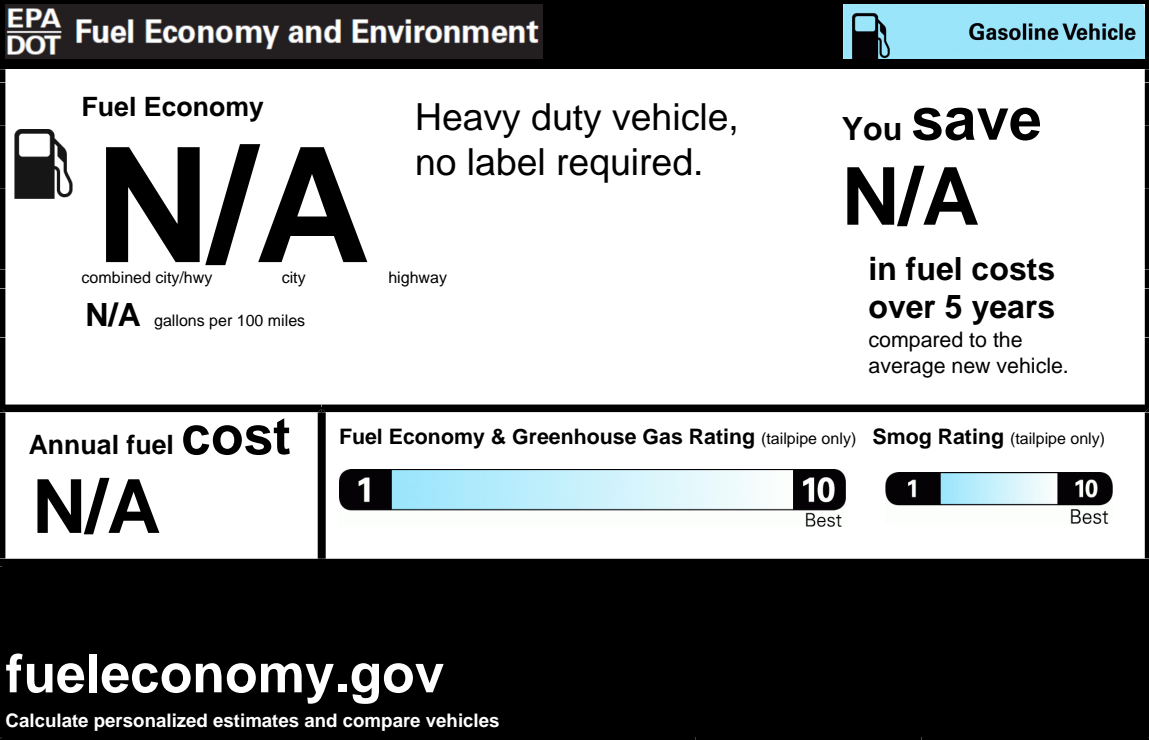 EPA
DOT
Fuel Economy and Environment
Gasoline Vehicle
Fuel Economy
N/A
combined city/hwy city highway
N/A gallons per 100 miles
Heavy duty vehicle,
no label required.
You save
N/A
in fuel costs
over 5 years
compared to the
average new vehicle.
Annual fuel cost
N/A
Fuel Economy & Greenhouse Gas Rating (tailpipe only)
1 10
Best
Smog Rating (tailpipe only)
1 10
Best
fueleconomy.gov
Calculate personalized estimates and compare vehicles